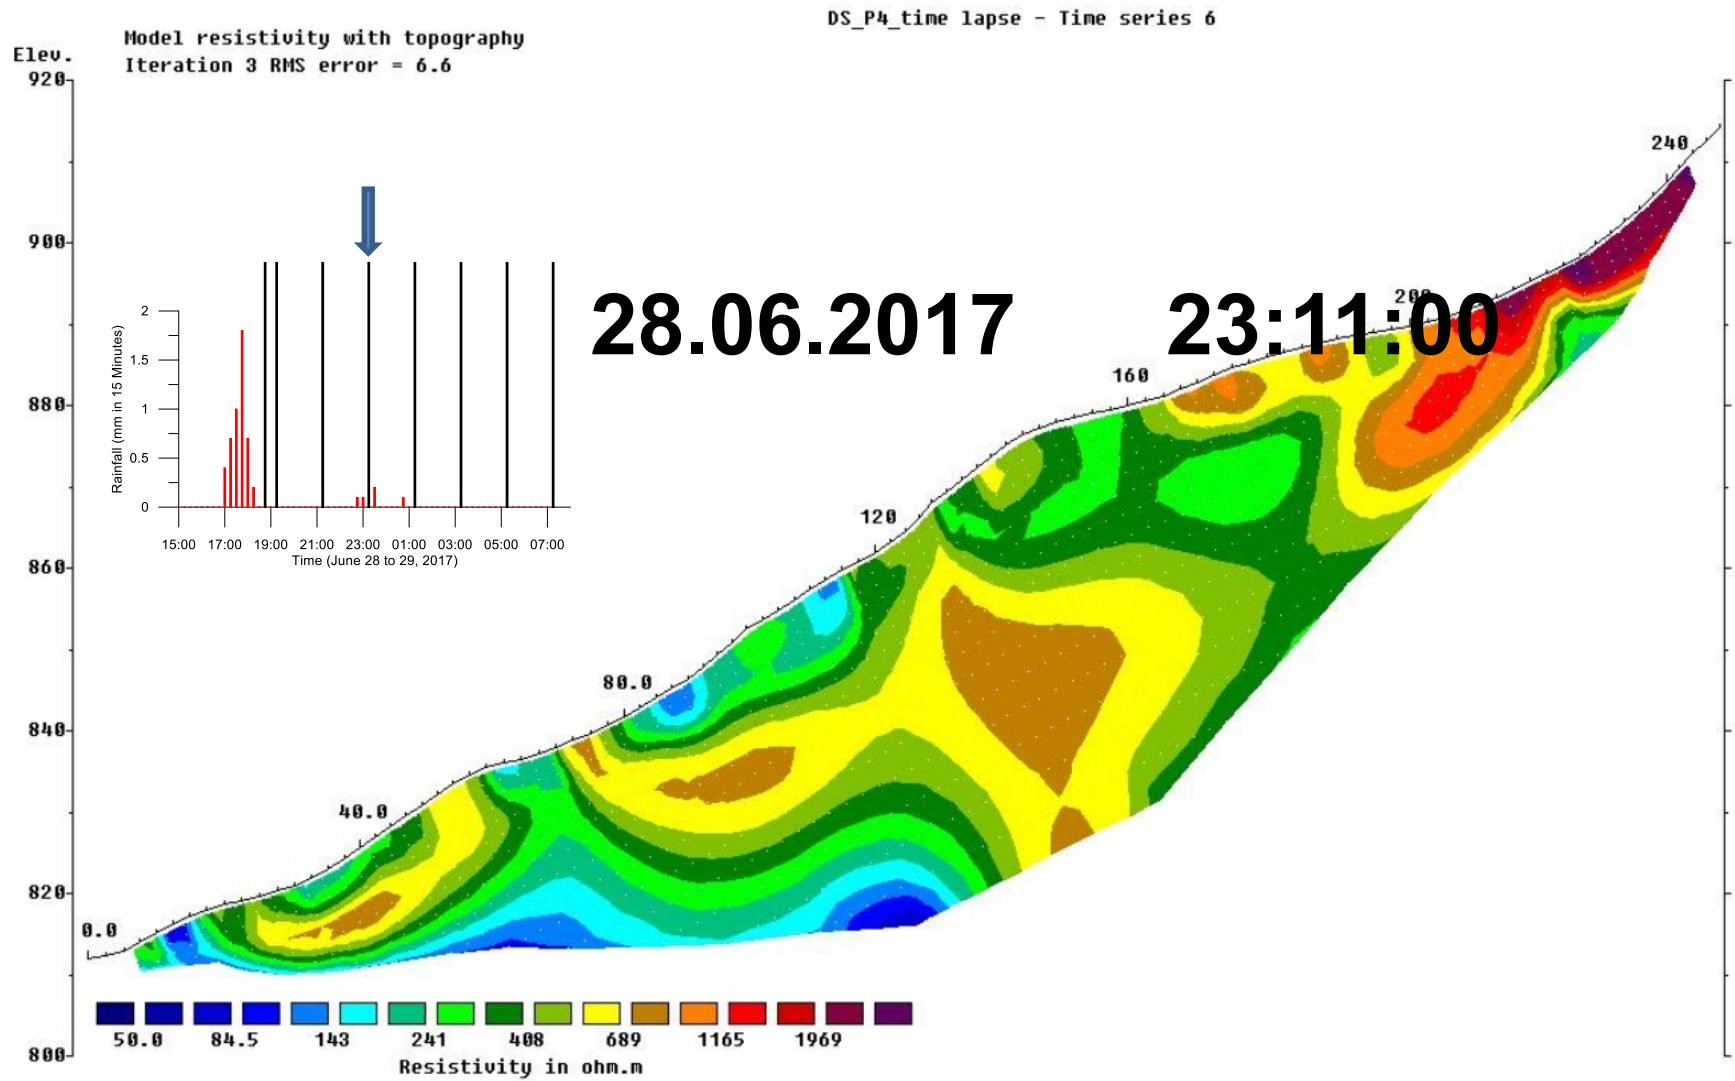 DS_P4_time lapse - Time series 6
Model resistivity with topography
Iteration 3 RMS error = 6.6
Elev.
920
900
880
860
840
820
800
28.06.2017 23:11:00
240
200
160
120
80.0
40.0
0.0
Rainfall (mm in 15 Minutes)
2
1.5
1
0.5
0
15:00 17:00 19:00 21:00 23:00 01:00 03:00 05:00 07:00
Time (June 28 to 29, 2017)
50.0 84.5 143 241 408 689 1165 1969
Resistivity in ohm.m